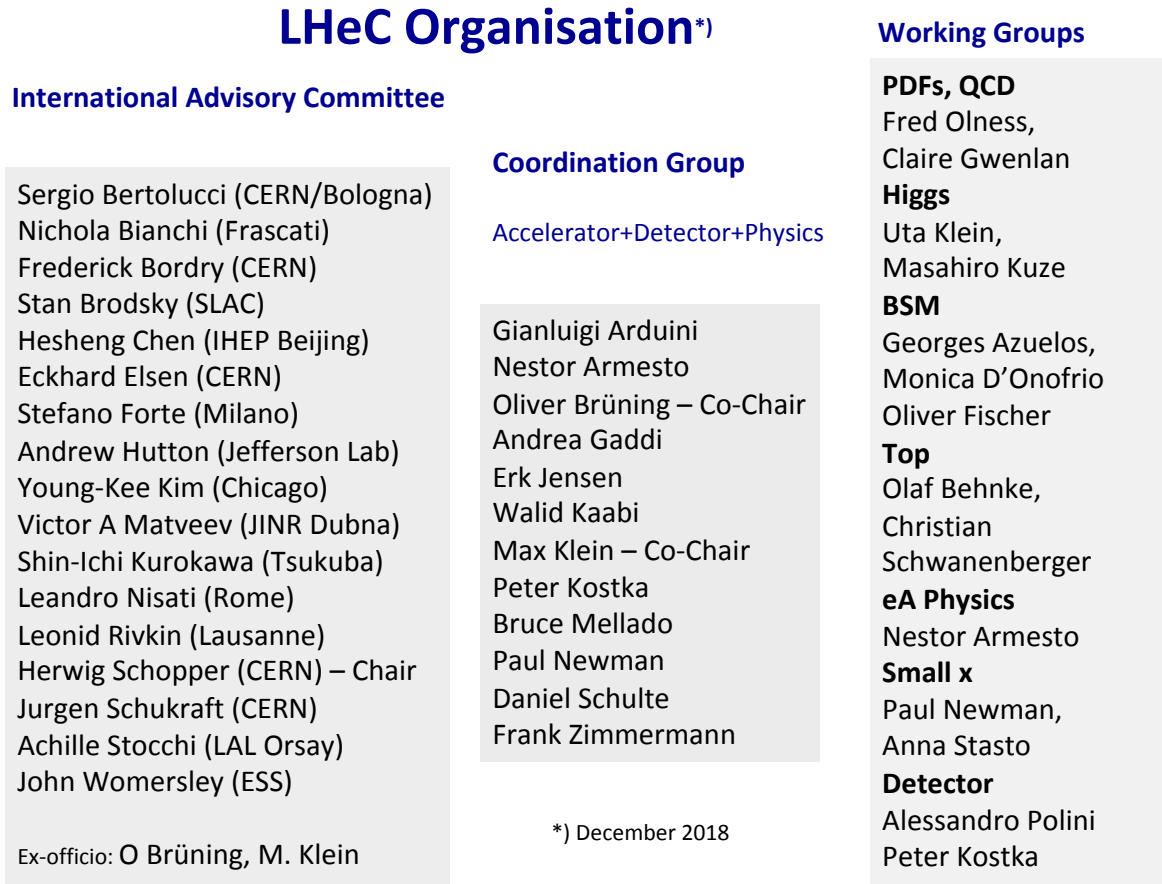 LHeC Organisation*)
International Advisory Committee
Sergio Bertolucci (CERN/Bologna)
Nichola Bianchi (Frascati)
Frederick Bordry (CERN)
Stan Brodsky (SLAC)
Hesheng Chen (IHEP Beijing)
Eckhard Elsen (CERN)
Stefano Forte (Milano)
Andrew Hutton (Jefferson Lab)
Young-Kee Kim (Chicago)
Victor A Matveev (JINR Dubna)
Shin-Ichi Kurokawa (Tsukuba)
Leandro Nisati (Rome)
Leonid Rivkin (Lausanne)
Herwig Schopper (CERN) – Chair
Jurgen Schukraft (CERN)
Achille Stocchi (LAL Orsay)
John Womersley (ESS)
Ex-officio: O Brüning, M. Klein
Coordination Group
Accelerator+Detector+Physics
Gianluigi Arduini
Nestor Armesto
Oliver Brüning – Co-Chair
Andrea Gaddi
Erk Jensen
Walid Kaabi
Max Klein – Co-Chair
Peter Kostka
Bruce Mellado
Paul Newman
Daniel Schulte
Frank Zimmermann
*) December 2018
Working Groups
PDFs, QCD
Fred Olness,
Claire Gwenlan
Higgs
Uta Klein,
Masahiro Kuze
BSM
Georges Azuelos,
Monica D’Onofrio
Oliver Fischer
Top
Olaf Behnke,
Christian
Schwanenberger
eA Physics
Nestor Armesto
Small x
Paul Newman,
Anna Stasto
Detector
Alessandro Polini
Peter Kostka